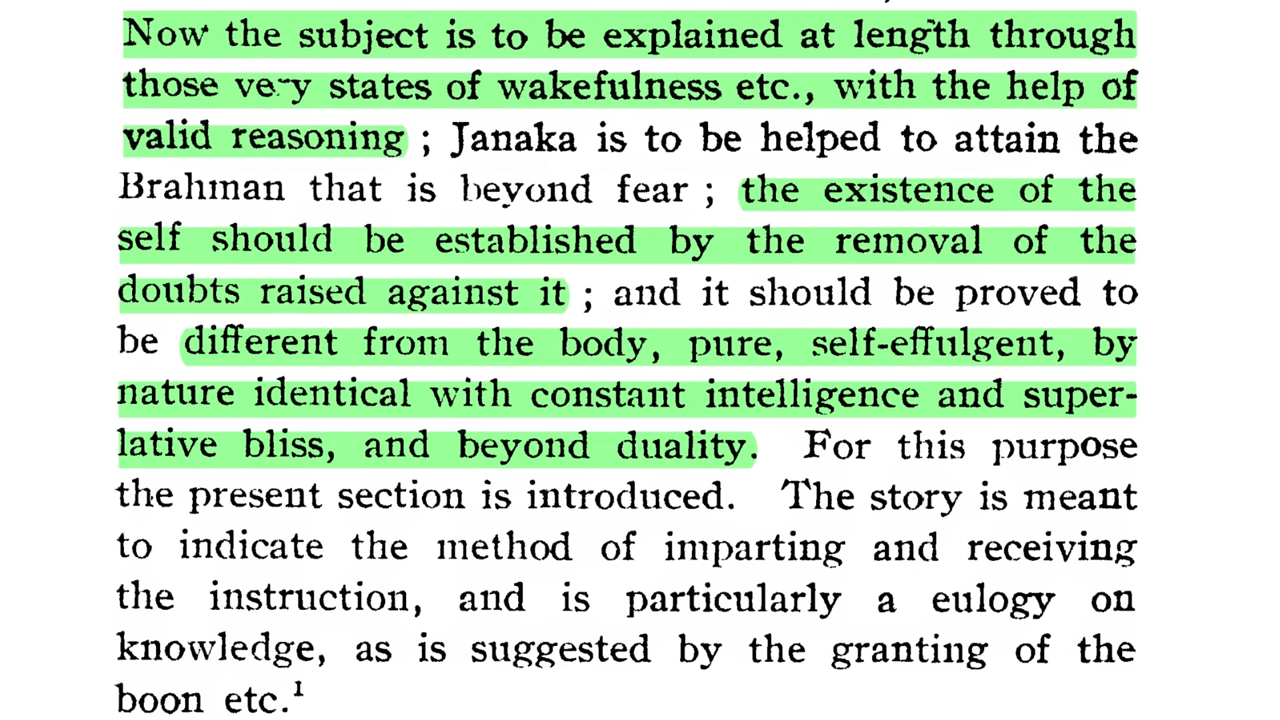 Now the subject is to be explained at length through
those very states of wakefulness etc., with the help of
valid reasoning ; Janaka is to be helped to attain the
Brahman that is beyond fear ; the existence of the
self should be established by the removal of the
doubts raised against it ; and it should be proved to
be different from the body, pure, self-effulgent, by
nature identical with constant intelligence and super-
lative bliss, and beyond duality. For this purpose
the present section is introduced. The story is meant
to indicate the method of imparting and receiving
the instruction, and is particularly a eulogy on
knowledge, as is suggested by the granting of the
boon etc.¹